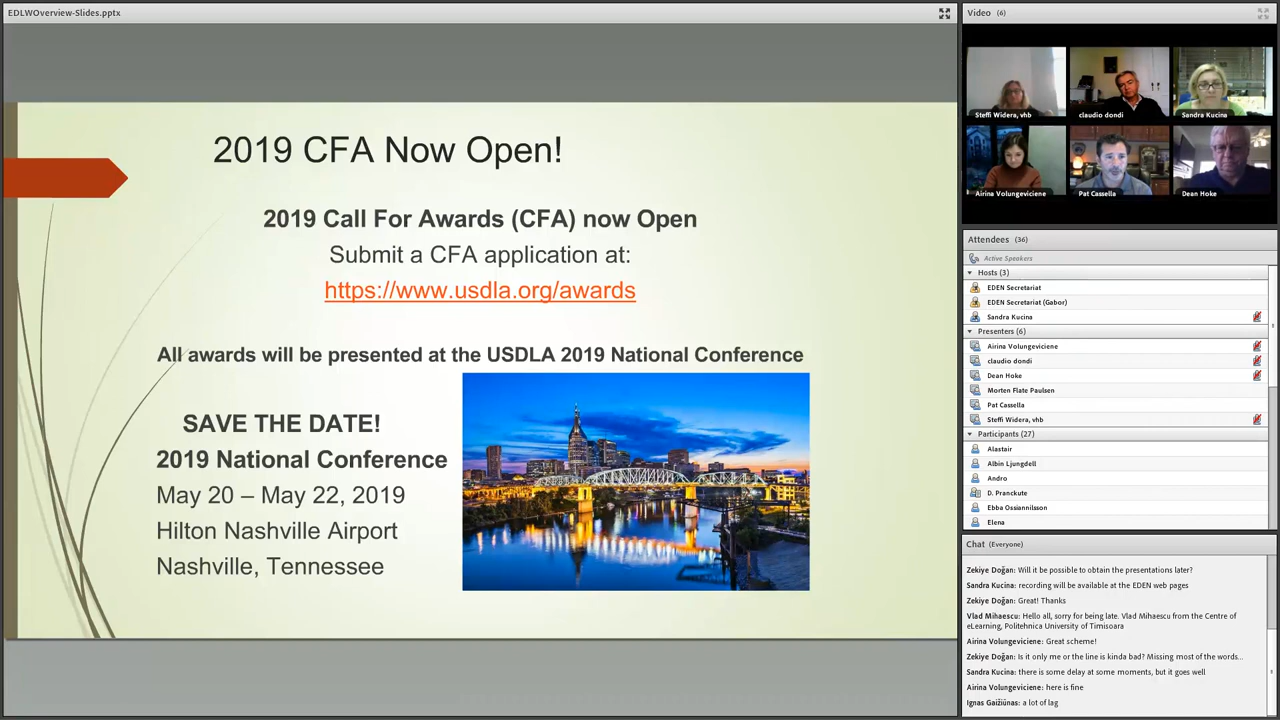 EDLWOverview-Slides.pptx
2019 CFA Now Open!
2019 Call For Awards (CFA) now Open
Submit a CFA application at:
https://www.usdla.org/awards
All awards will be presented at the USDLA 2019 National Conference
SAVE THE DATE!
2019 National Conference
May 20 – May 22, 2019
Hilton Nashville Airport
Nashville, Tennessee
Video (6)
Steffi Widera, vhb
claudio dondi
Sandra Kucina
Airina Volungeviciene
Pat Cassella
Dean Hoke
Attendees (36)
Active Speakers
Hosts (3)
EDEN Secretariat
EDEN Secretariat (Gabor)
Sandra Kucina
Presenters (6)
Airina Volungeviciene
claudio dondi
Dean Hoke
Morten Flate Paulsen
Pat Cassella
Steffi Widera, vhb
Participants (27)
Alastair
Albin Ljungdell
Andro
D. Pranckute
Ebba Ossiannilsson
Elena
Chat (Everyone)
Zekiye Doğan: Will it be possible to obtain the presentations later?
Sandra Kucina: recording will be available at the EDEN web pages
Zekiye Doğan: Great! Thanks
Vlad Mihaescu: Hello all, sorry for being late. Vlad Mihaescu from the Centre of
eLearning, Politehnica University of Timisoara
Airina Volungeviciene: Great scheme!
Zekiye Doğan: Is it only me or the line is kinda bad? Missing most of the words...
Sandra Kucina: there is some delay at some moments, but it goes well
Airina Volungeviciene: here is fine
Ignas Gaižiūnas: a lot of lag